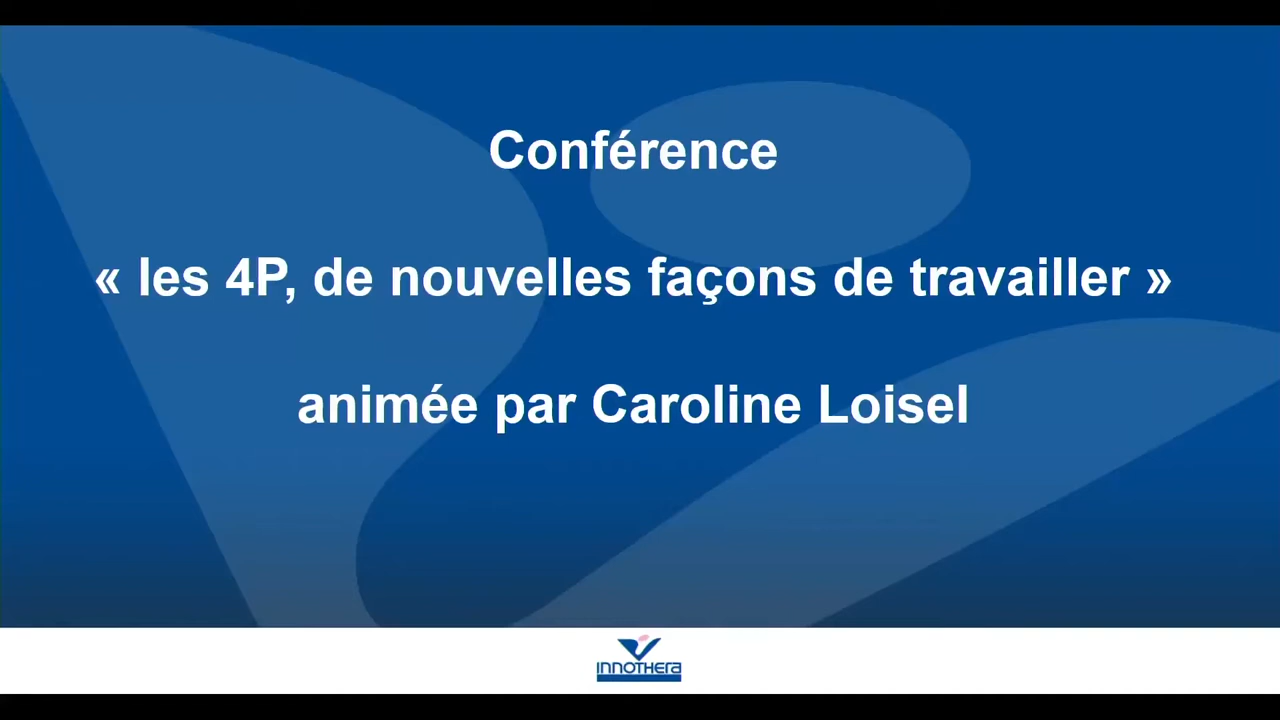 Conférence
« les 4P, de nouvelles façons de travailler »
animée par Caroline Loisel
INNOTHERA